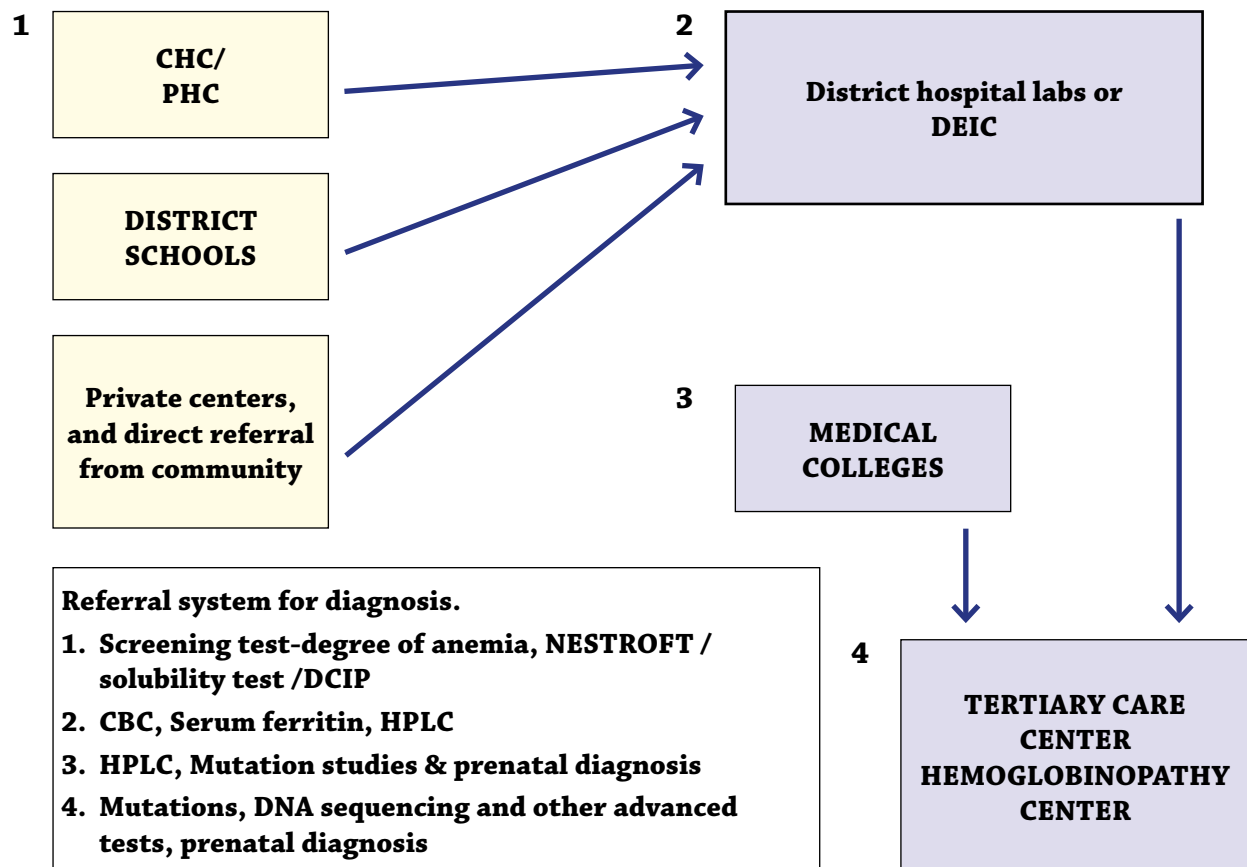 1
CHC/
PHC
DISTRICT
SCHOOLS
Private centers,
and direct referral
from community
2
District hospital labs or
DEIC
3
MEDICAL
COLLEGES
4
TERTIARY CARE
CENTER
HEMOGLOBINOPATHY
CENTER
Referral system for diagnosis.
1. Screening test-degree of anemia, NESTROFT /
solubility test /DCIP
2. CBC, Serum ferritin, HPLC
3. HPLC, Mutation studies & prenatal diagnosis
4. Mutations, DNA sequencing and other advanced
tests, prenatal diagnosis